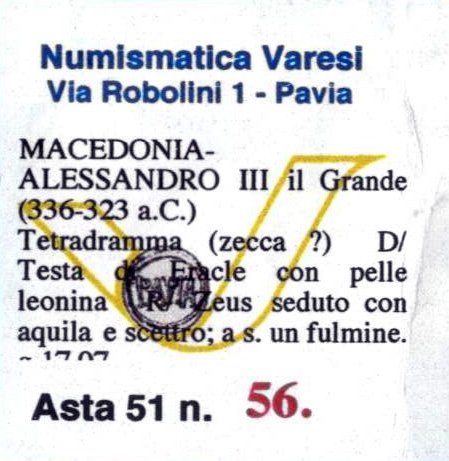 Numismatica Varesi
Via Robolini 1 - Pavia
MACEDONIA-
ALESSANDRO III il Grande
(336-323 a.C.)
Tetradramma (zecca ?) D/
Testa di Eracle con pelle
leonina R/ Zeus seduto con
aquila e scettro; a s. un fulmine.
Asta 51 n. 56.